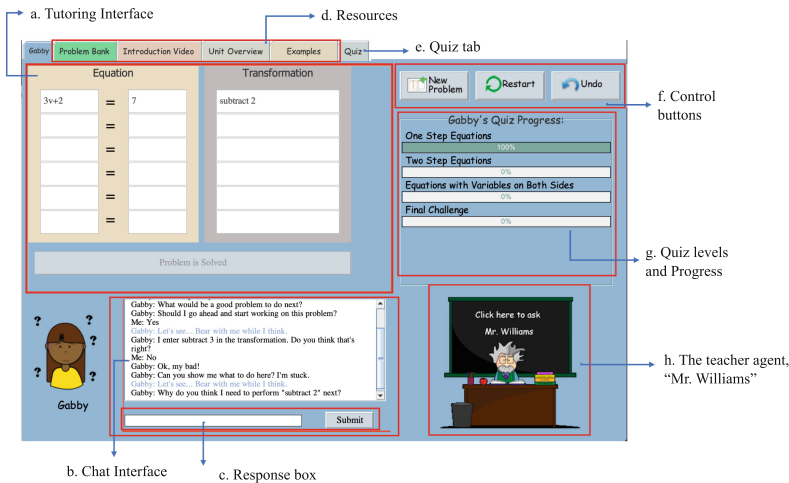 a. Tutoring Interface
d. Resources
e. Quiz tab
Gabby
Problem Bank
Introduction Video
Unit Overview
Examples
Quiz
Equation
Transformation
3v+2 = 7
subtract 2
=
=
=
=
=
Problem is Solved
New
Problem
Restart
Undo
f. Control
buttons
Gabby's Quiz Progress:
One Step Equations
100%
Two Step Equations
0%
Equations with Variables on Both Sides
0%
Final Challenge
0%
g. Quiz levels
and Progress
? ?
? ?
? ?
Gabby
Gabby: What would be a good problem to do next?
Gabby: Should I go ahead and start working on this problem?
Me: Yes
Gabby: Let's see... Bear with me while I think.
Gabby: I enter subtract 3 in the transformation. Do you think that's
right?
Me: No
Gabby: Ok, my bad!
Gabby: Can you show me what to do here? I'm stuck.
Gabby: Let's see... Bear with me while I think.
Gabby: Why do you think I need to perform "subtract 2" next?
Submit
Click here to ask
Mr. Williams
h. The teacher agent,
“Mr. Williams”
b. Chat Interface
c. Response box